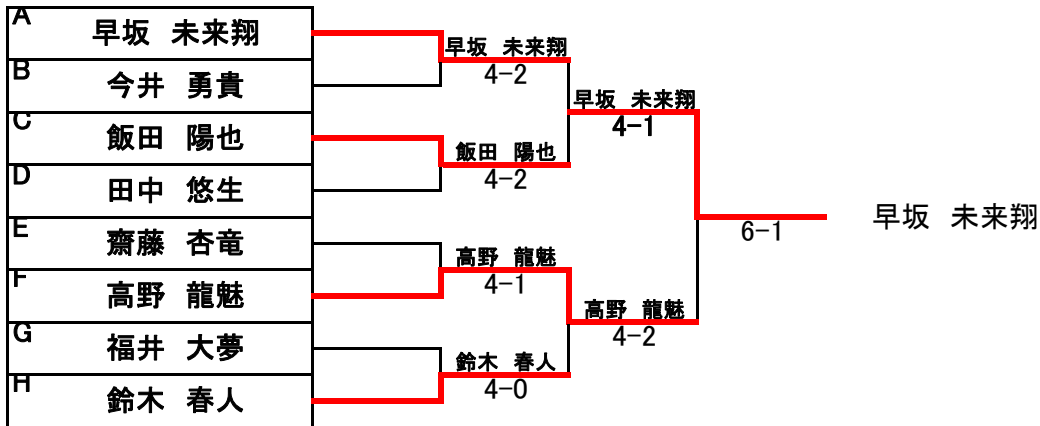 A
早坂　未来翔
B
今井　勇貴
C
飯田　陽也
D
田中　悠生
E
齋藤　杏竜
F
高野　龍魅
G
福井　大夢
H
鈴木　春人
早坂　未来翔
4-2
飯田　陽也
4-2
高野　龍魅
4-1
鈴木　春人
4-0
早坂　未来翔
4-1
高野　龍魅
4-2
6-1
早坂　未来翔